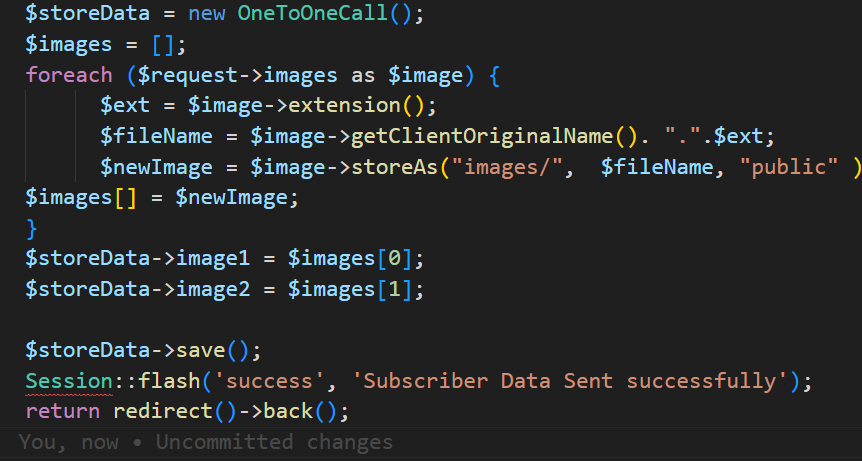 $storeData = new OneToOneCall();
$images = [];
foreach ($request->images as $image) {
$ext = $image->extension();
$fileName = $image->getClientOriginalName(). ".".$ext;
$newImage = $image->storeAs("images/",  $fileName, "public" )
$images[] = $newImage;
}
$storeData->image1 = $images[0];
$storeData->image2 = $images[1];
$storeData->save();
Session::flash('success', 'Subscriber Data Sent successfully');
return redirect()->back();
You, now • Uncommitted changes